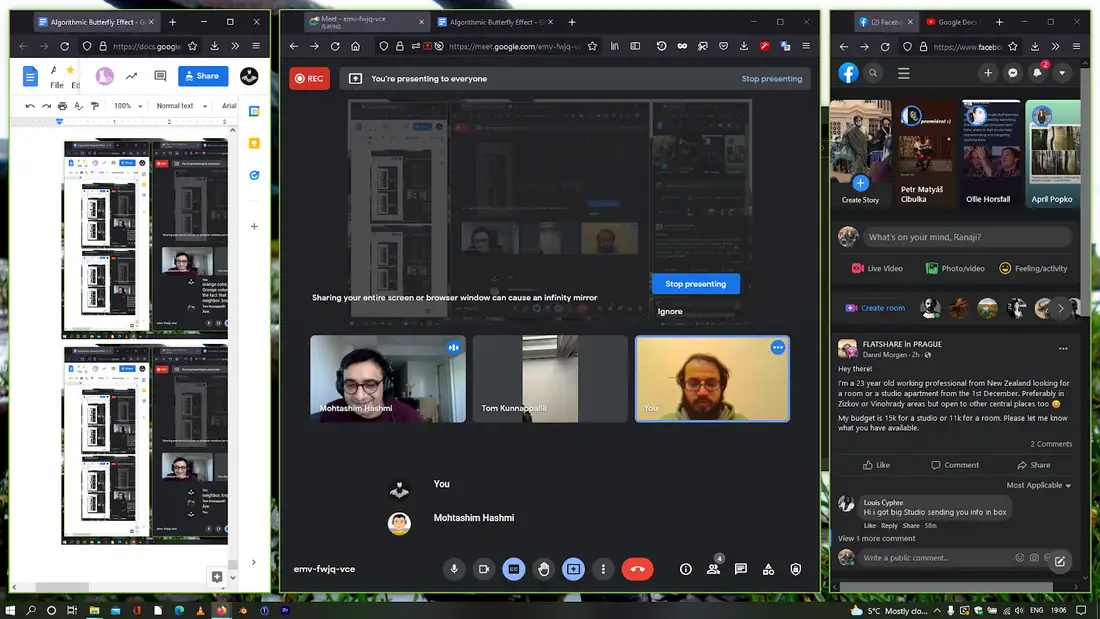 Algorithmic Butterfly Effect - G
https://docs.google
Share
File
Ed
100%
Normal text
Arial
1
2
3
Meet - emv-fwjq-vce
PLAYING
Algorithmic Butterfly Effect - G
https://meet.google.com/emv-fwjq-v
REC
You're presenting to everyone
Stop presenting
Sharing your entire screen or browser window can cause an infinity mirror
Stop presenting
Ignore
Mohtashim Hashmi
Tom Kunnappallil
You
You
Mohtashim Hashmi
emv-fwjq-vce
4
(2) Facebook
Google Docs
https://www.faceboo
2
Create Story
Petr Matyáš
Cibulka
Ollie Horsfall
April Popko
What's on your mind, Ranaji?
Live Video
Photo/video
Feeling/activity
Create room
FLATSHARE in PRAGUE
Danni Morgan · 2h
Hey there!
I'm a 23 year old working professional from New Zealand looking for
a room or a studio apartment from the 1st December. Preferably in
Zizkov or Vinohrady areas but open to other central places too 😄
My budget is 15k for a studio or 11k for a room. Please let me know
what you have available.
2 Comments
Like
Comment
Share
Most Applicable
Louis Cyphre
Hi i got big Studio sending you info in box
Like · Reply · Share · 58m
View 1 more comment
Write a public comment...
5°C Mostly clo...
ENG
19:06